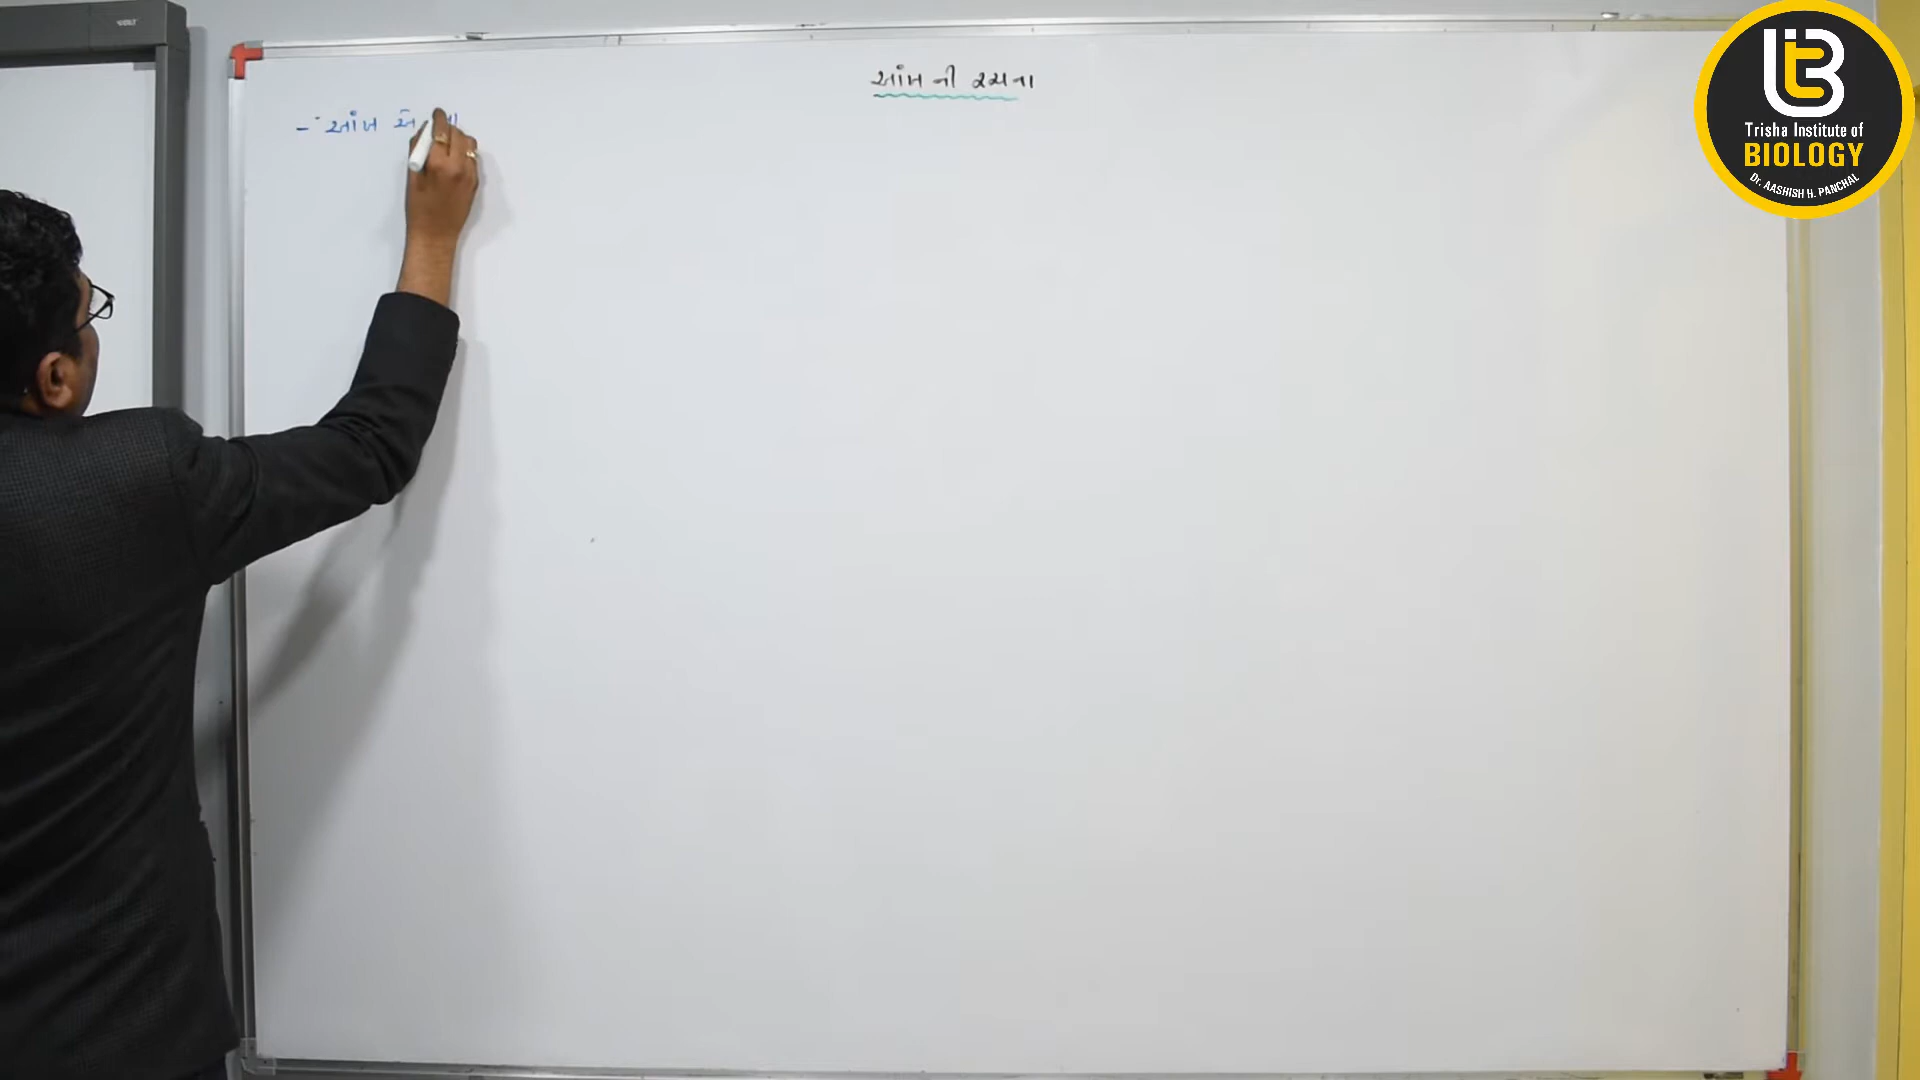 આંખ ની રચના
- આંખ એ
Trisha Institute of
BIOLOGY
Dr. AASHISH H. PANCHAL